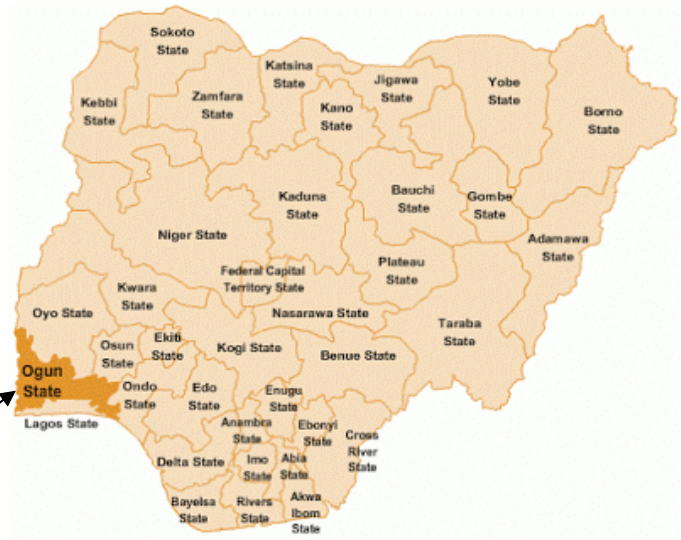 Sokoto
State
Katsina
State
Jigawa
State
Yobe
State
Kebbi
State
Zamfara
State
Kano
State
Borno
State
Kaduna
State
Bauchi
State
Gombe
State
Niger State
Adamawa
State
Federal Capital
Territory State
Plateau
State
Kwara
State
Oyo State
Nasarawa State
Taraba
State
Osun
State
Ekiti
State
Kogi State
Benue State
Ogun
State
Ondo
State
Edo
State
Enugu
State
Lagos State
Anambra
State
Ebonyi
State
Cross
River
State
Delta State
Imo
State
Abia
State
Bayelsa
State
Rivers
State
Akwa
Ibom
State